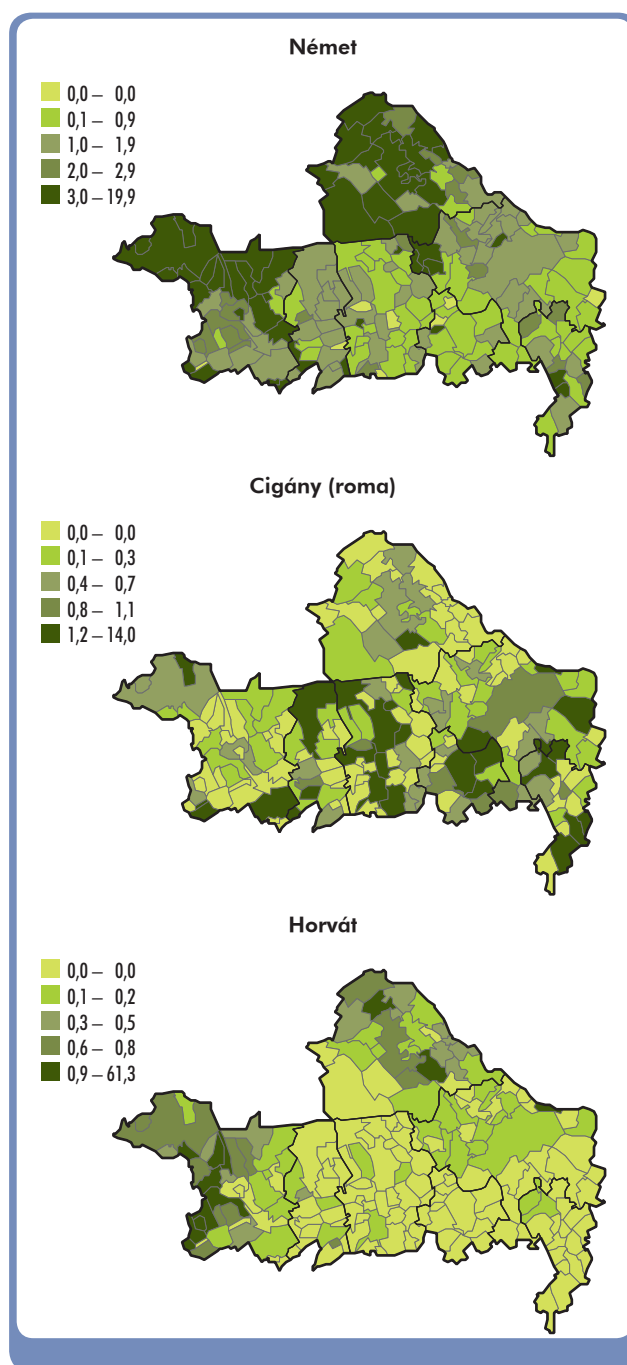 Német
0,0 – 0,0
0,1 – 0,9
1,0 – 1,9
2,0 – 2,9
3,0 – 19,9
Cigány (roma)
0,0 – 0,0
0,1 – 0,3
0,4 – 0,7
0,8 – 1,1
1,2 – 14,0
Horvát
0,0 – 0,0
0,1 – 0,2
0,3 – 0,5
0,6 – 0,8
0,9 – 61,3